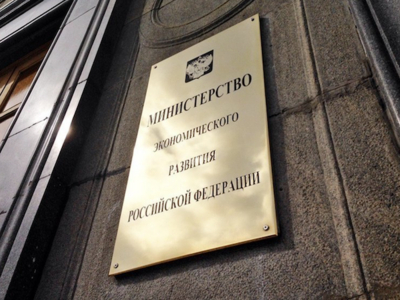 МИНИСТЕРСТВО
ЭКОНОМИЧЕСКОГО
РАЗВИТИЯ
РОССИЙСКОЙ ФЕДЕРАЦИИ